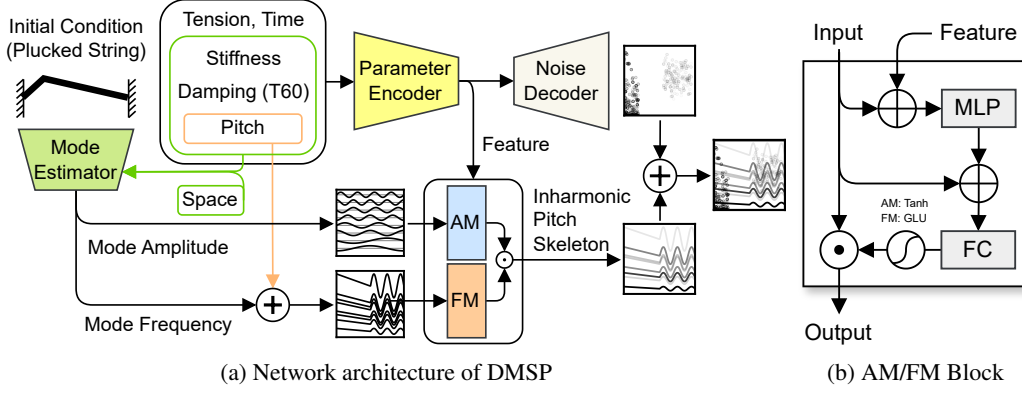 Initial Condition
(Plucked String)
Tension, Time
Stiffness
Damping (T60)
Pitch
Parameter
Encoder
Noise
Decoder
Mode
Estimator
Space
Feature
Mode Amplitude
Mode Frequency
AM
FM
Inharmonic
Pitch
Skeleton
(a) Network architecture of DMSP
Input
Feature
MLP
AM: Tanh
FM: GLU
FC
Output
(b) AM/FM Block